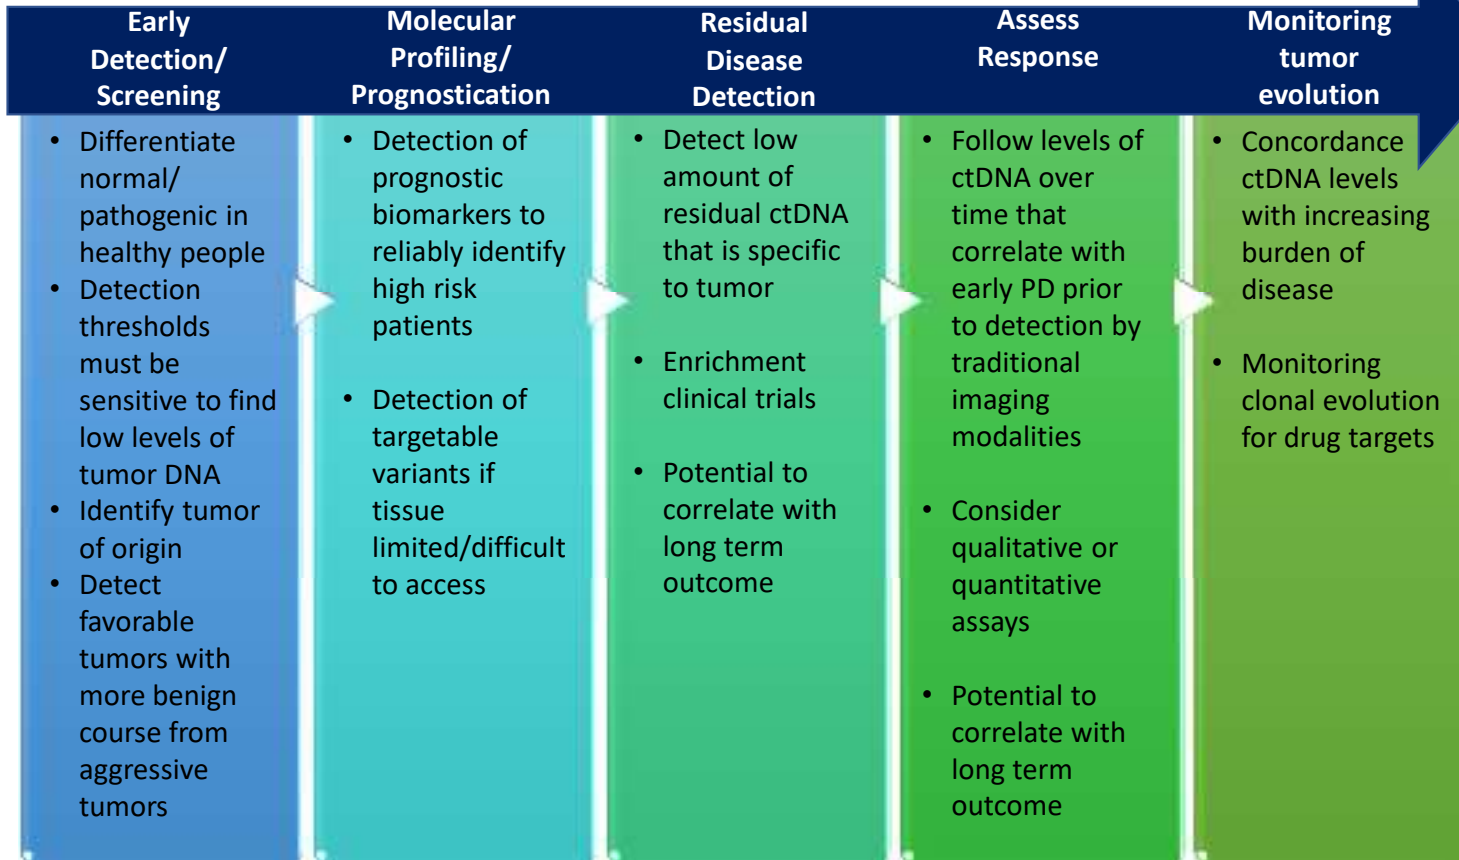 Early
Detection/
Screening
Molecular
Profiling/
Prognostication
Residual
Disease
Detection
Assess
Response
Monitoring
tumor
evolution
• Differentiate
normal/
pathogenic in
healthy people
• Detection
thresholds
must be
sensitive to find
low levels of
tumor DNA
• Identify tumor
of origin
• Detect
favorable
tumors with
more benign
course from
aggressive
tumors
• Detection of
prognostic
biomarkers to
reliably identify
high risk
patients
• Detection of
targetable
variants if
tissue
limited/difficult
to access
• Detect low
amount of
residual ctDNA
that is specific
to tumor
• Enrichment
clinical trials
• Potential to
correlate with
long term
outcome
• Follow levels of
ctDNA over
time that
correlate with
early PD prior
to detection by
traditional
imaging
modalities
• Consider
qualitative or
quantitative
assays
• Potential to
correlate with
long term
outcome
• Concordance
ctDNA levels
with increasing
burden of
disease
• Monitoring
clonal evolution
for drug targets